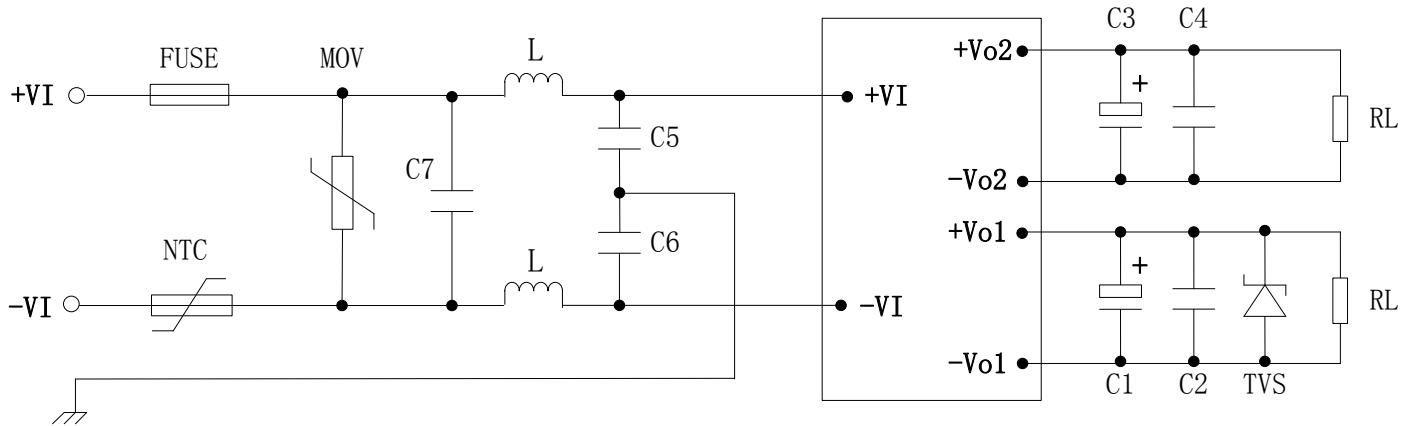 C3 C4
+Vo2
FUSE MOV L
+VI +VI
C5 RL
C7
-Vo2
+Vo1
NTC C6
L
-VI -VI RL
-Vo1
C1 C2 TVS
+
+